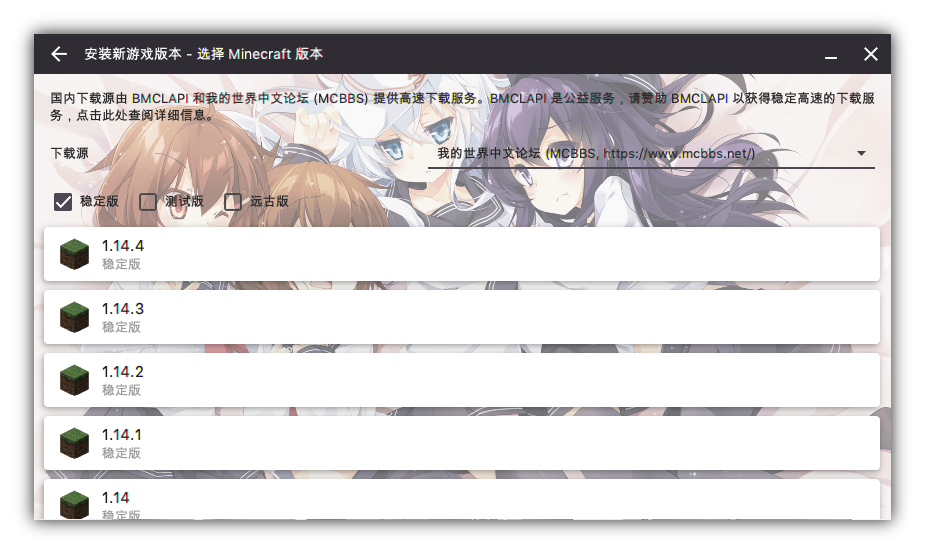 安装新游戏版本 - 选择 Minecraft 版本
国内下载源由 BMCLAPI 和我的世界中文论坛 (MCBBS) 提供高速下载服务。BMCLAPI 是公益服务，请赞助 BMCLAPI 以获得稳定高速的下载服
务，点击此处查阅详细信息。
下载源 我的世界中文论坛 (MCBBS, https://www.mcbbs.net/)
稳定版 测试版 远古版
1.14.4
稳定版
1.14.3
稳定版
1.14.2
稳定版
1.14.1
稳定版
1.14
稳定版